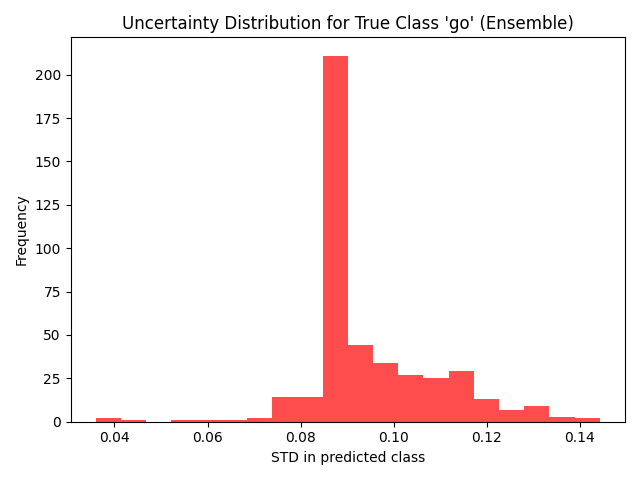 Uncertainty Distribution for True Class 'go' (Ensemble)
200
175
150
125
100
75
50
25
0
Frequency
0.04 0.06 0.08 0.10 0.12 0.14
STD in predicted class